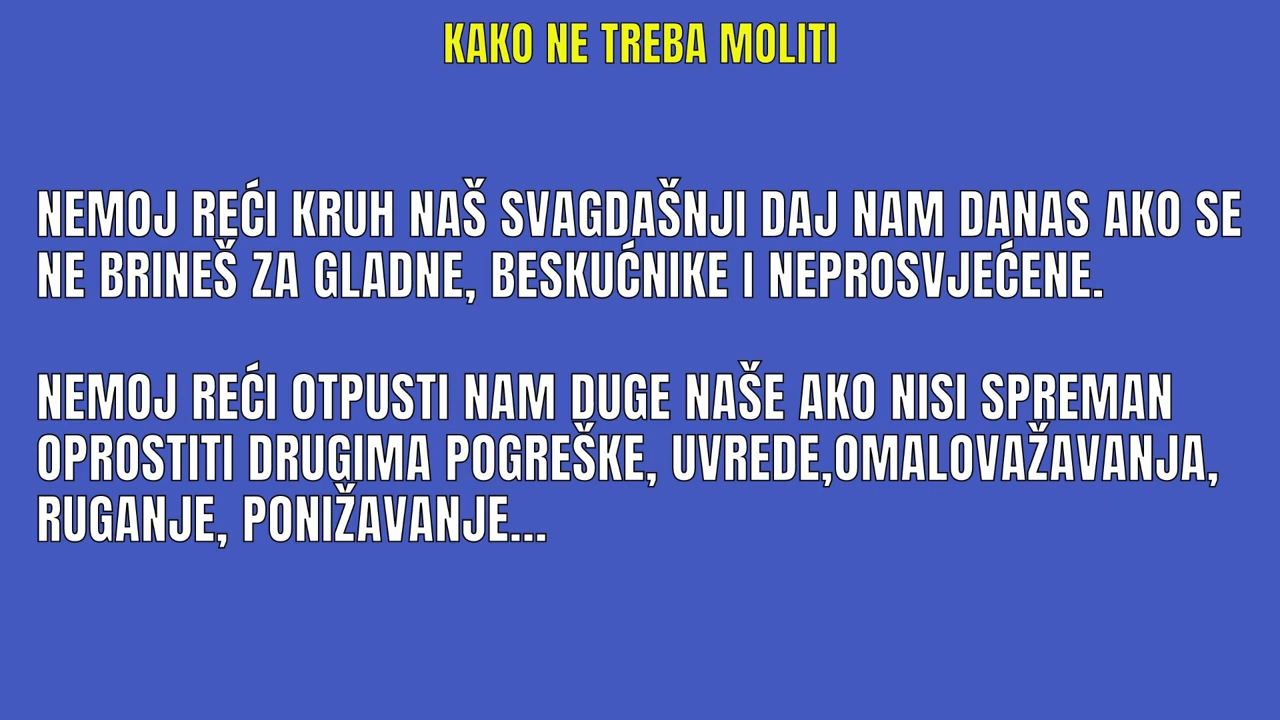 KAKO NE TREBA MOLITI
NEMOJ REĆI KRUH NAŠ SVAGDAŠNJI DAJ NAM DANAS AKO SE
NE BRINEŠ ZA GLADNE, BESKUĆNIKE I NEPROSVJEĆENE.
NEMOJ REĆI OTPUSTI NAM DUGE NAŠE AKO NISI SPREMAN
OPROSTITI DRUGIMA POGREŠKE, UVREDE,OMALOVAŽAVANJA,
RUGANJE, PONIŽAVANJE...